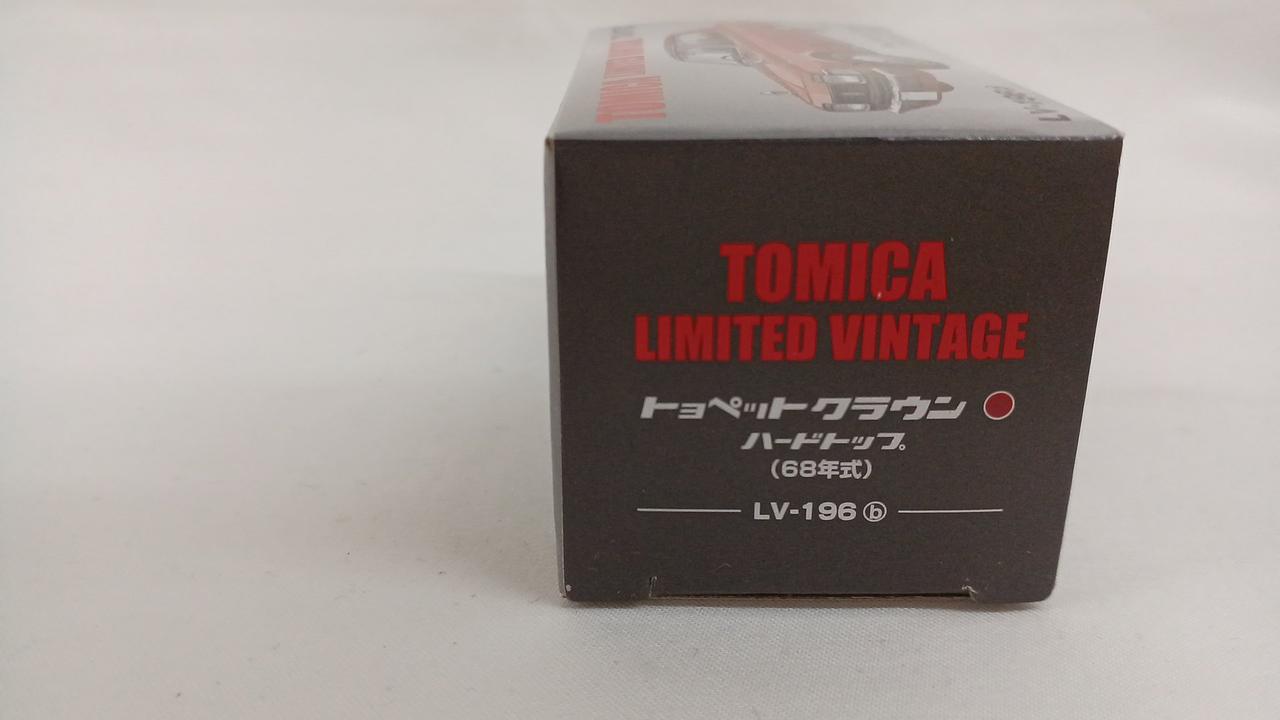 TOMICA
LIMITED VINTAGE
トヨペットクラウン
ハードトップ
(68年式)
LV-196 ⓑ